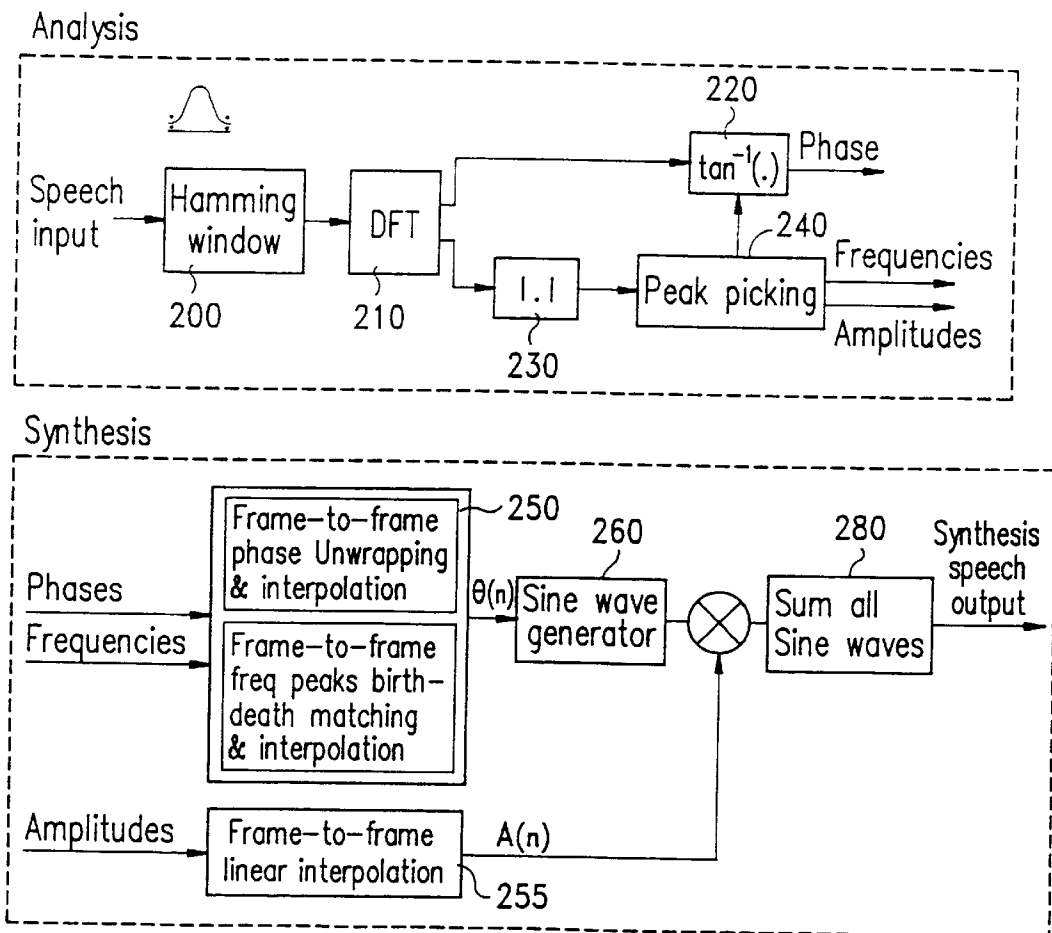 Analysis
220
tan⁻¹(.)
Phase
Speech
input
Hamming
window
200
DFT
210
|.|
230
240
Peak picking
Frequencies
Amplitudes
Synthesis
250
Frame-to-frame
phase Unwrapping
& interpolation
Frame-to-frame
freq peaks birth-
death matching
& interpolation
Phases
Frequencies
θ(n)
260
Sine wave
generator
280
Sum all
Sine waves
Synthesis
speech
output
Amplitudes
Frame-to-frame
linear interpolation
A(n)
255